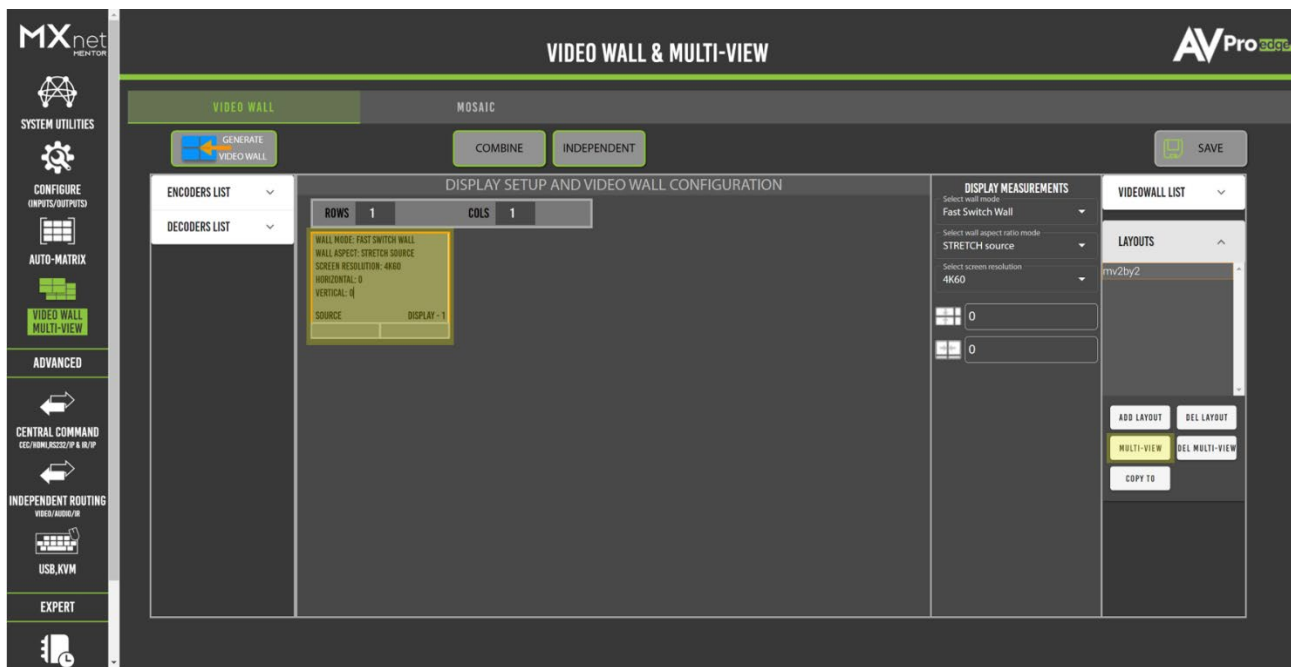 MXnet
MENTOR
SYSTEM UTILITIES
CONFIGURE
(INPUTS/OUTPUTS)
AUTO-MATRIX
VIDEO WALL
MULTI-VIEW
ADVANCED
CENTRAL COMMAND
CEC/HDMI,RS232/IP & IR/IP
INDEPENDENT ROUTING
VIDEO/AUDIO/IR
USB,KVM
EXPERT
VIDEO WALL & MULTI-VIEW
AVPro edge
VIDEO WALL MOSAIC
GENERATE
VIDEO WALL
COMBINE INDEPENDENT
SAVE
ENCODERS LIST
DECODERS LIST
DISPLAY SETUP AND VIDEO WALL CONFIGURATION
ROWS 1 COLS 1
WALL MODE: FAST SWITCH WALL
WALL ASPECT: STRETCH SOURCE
SCREEN RESOLUTION: 4K60
HORIZONTAL: 0
VERTICAL: 0
SOURCE DISPLAY - 1
DISPLAY MEASUREMENTS
Select wall mode
Fast Switch Wall
Select wall aspect ratio mode
STRETCH source
Select screen resolution
4K60
0
0
VIDEOWALL LIST
LAYOUTS
mv2by2
ADD LAYOUT DEL LAYOUT
MULTI-VIEW DEL MULTI-VIEW
COPY TO